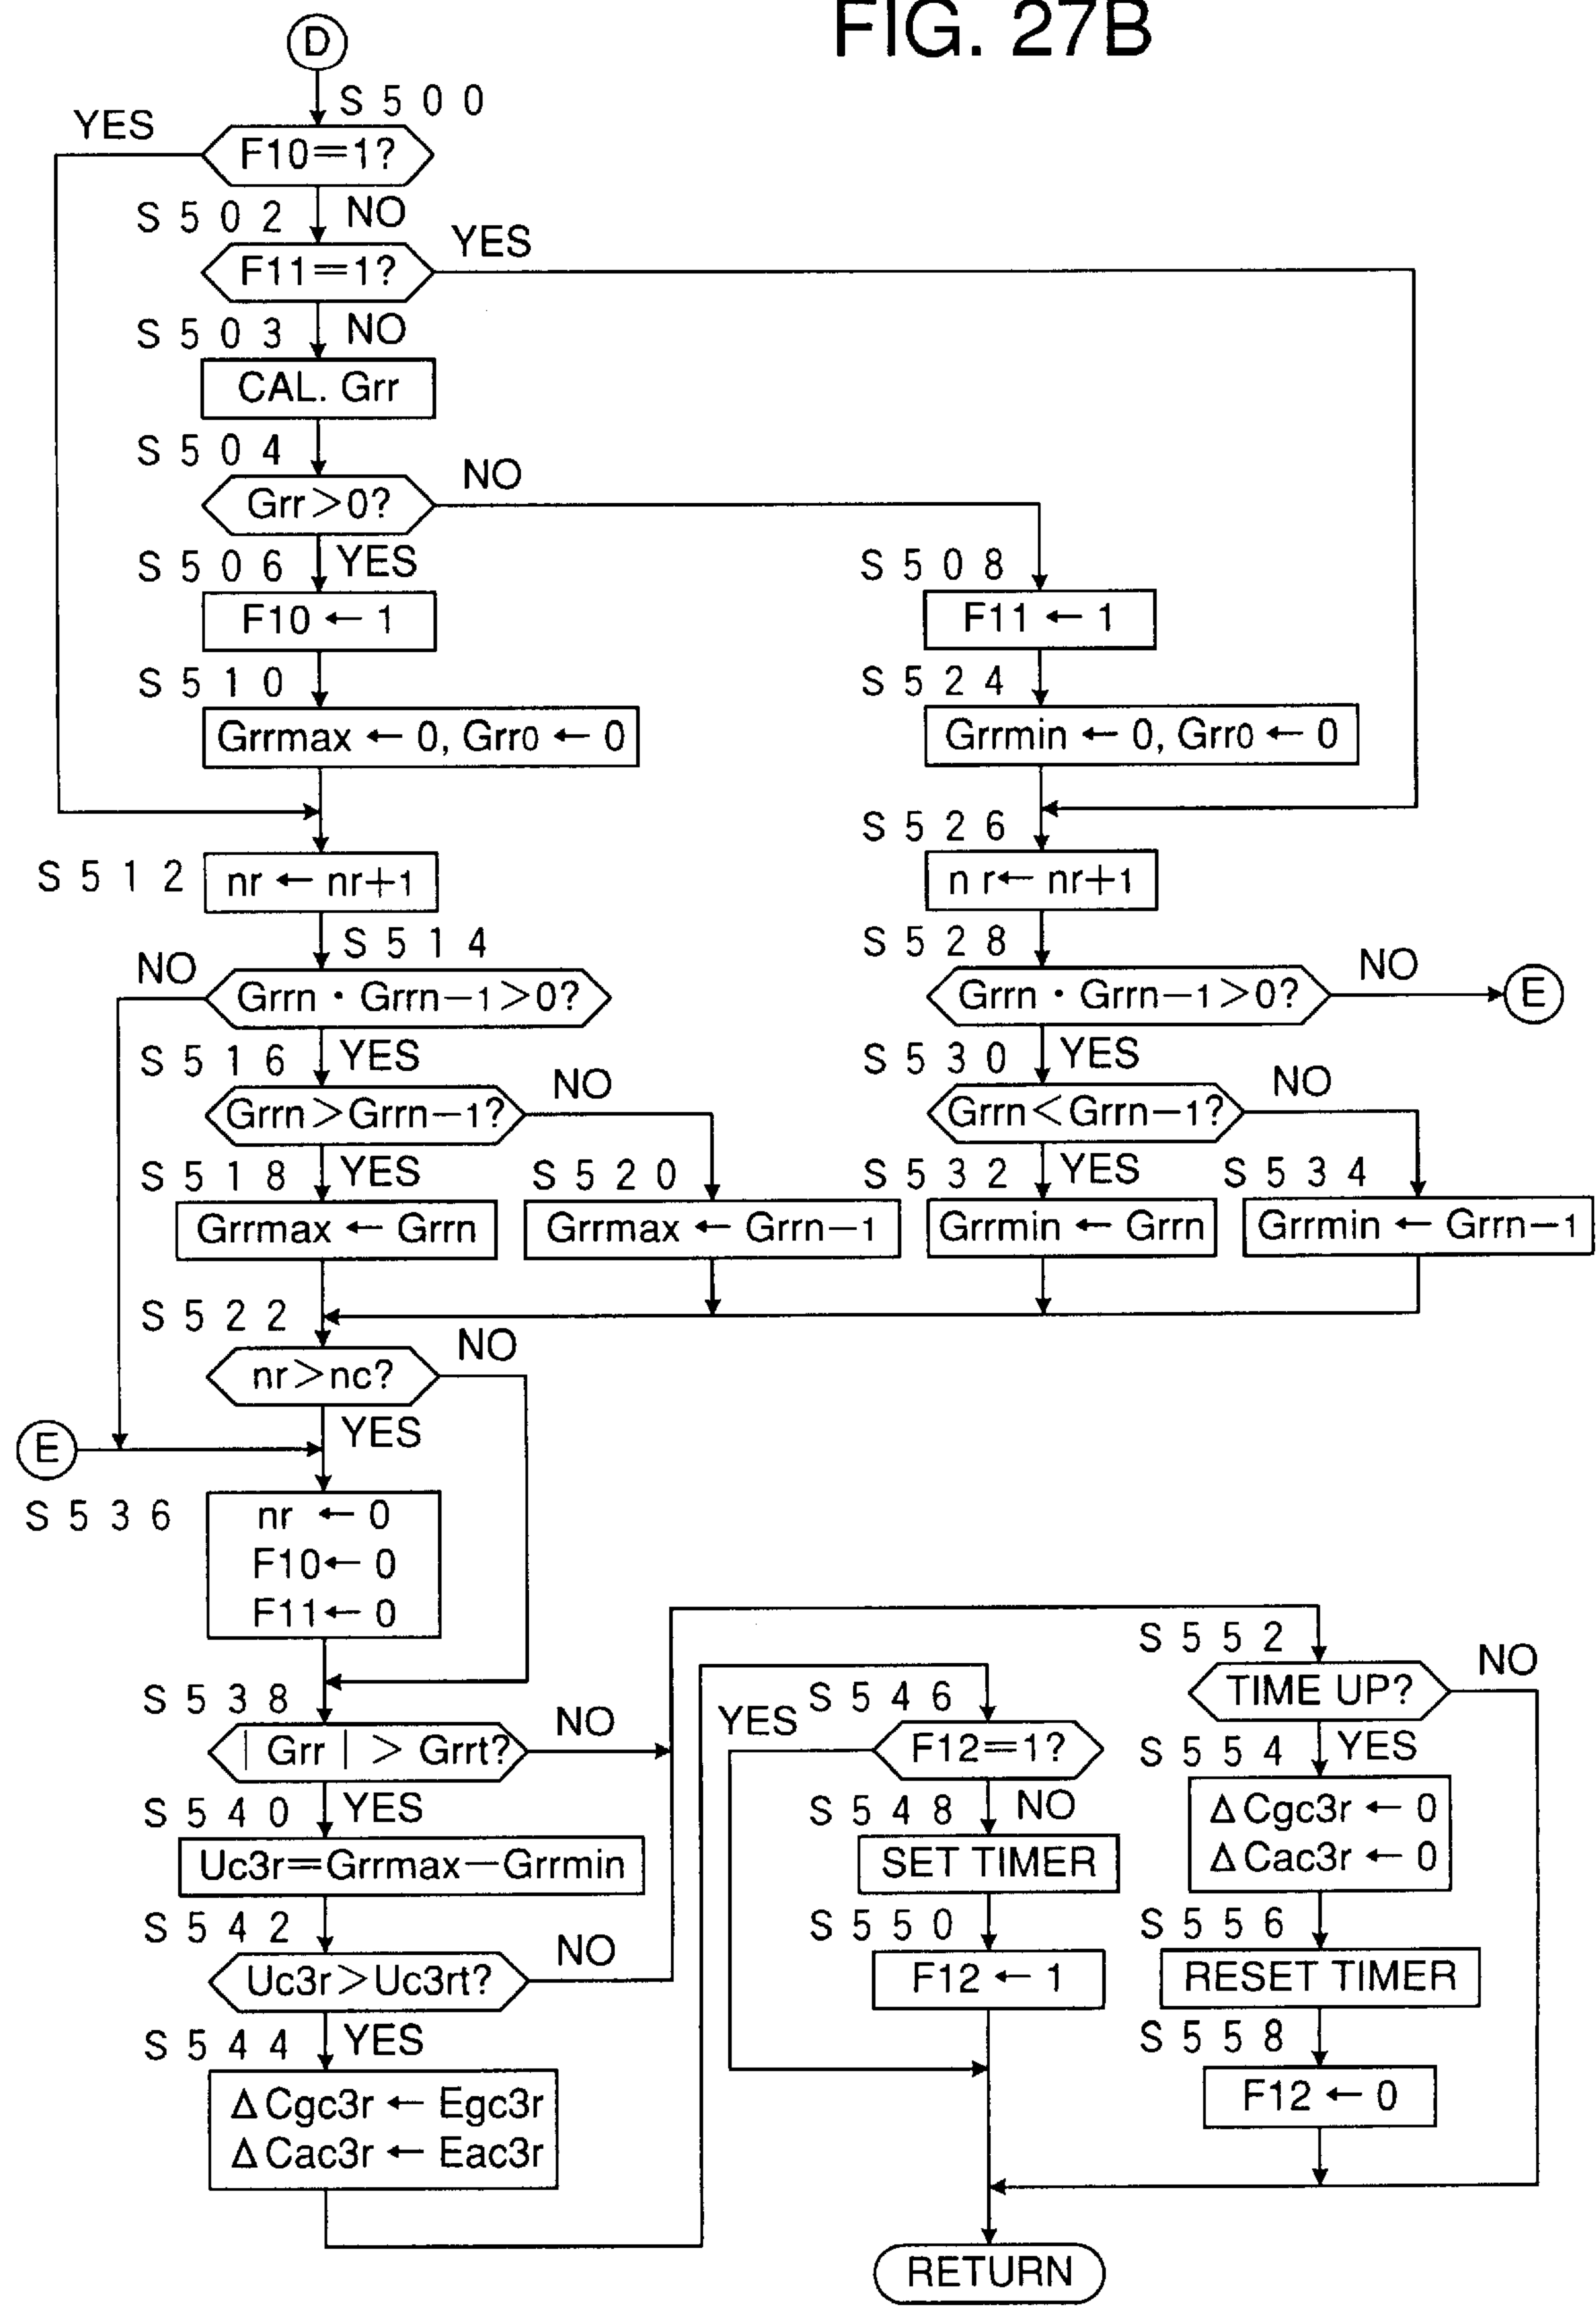 FIG. 27B
D
S500
YES
F10=1?
S502
NO
YES
F11=1?
S503
NO
CAL. Grr
S504
NO
Grr>0?
S506
YES
S508
F10 ← 1
F11 ← 1
S510
S524
Grrmax ← 0, Grr0 ← 0
Grrmin ← 0, Grr0 ← 0
S526
S512
nr ← nr+1
n r← nr+1
S514
S528
NO
NO
Grrn・Grrn−1>0?
Grrn・Grrn−1>0?
E
S516
YES
NO
S530
YES
NO
Grrn>Grrn−1?
Grrn<Grrn−1?
S518
YES
S520
S532
YES
S534
Grrmax ← Grrn
Grrmax ← Grrn−1
Grrmin ← Grrn
Grrmin ← Grrn−1
S522
NO
nr>nc?
YES
E
S536
nr ← 0
F10← 0
F11← 0
S538
NO
| Grr | > Grrt?
S540
YES
Uc3r=Grrmax−Grrmin
S542
NO
Uc3r>Uc3rt?
S544
YES
ΔCgc3r ← Egc3r
ΔCac3r ← Eac3r
S546
YES
F12=1?
S548
NO
SET TIMER
S550
F12 ← 1
S552
NO
TIME UP?
S554
YES
ΔCgc3r ← 0
ΔCac3r ← 0
S556
RESET TIMER
S558
F12 ← 0
RETURN